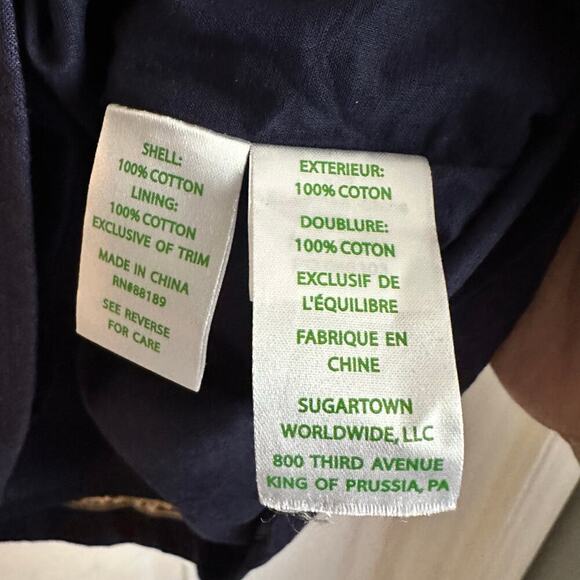 SHELL:
100% COTTON
LINING:
100% COTTON
EXCLUSIVE OF TRIM
MADE IN CHINA
RN#88189
SEE REVERSE
FOR CARE
EXTERIEUR:
100% COTON
DOUBLURE:
100% COTON
EXCLUSIF DE
L'ÉQUILIBRE
FABRIQUE EN
CHINE
SUGARTOWN
WORLDWIDE, LLC
800 THIRD AVENUE
KING OF PRUSSIA, PA